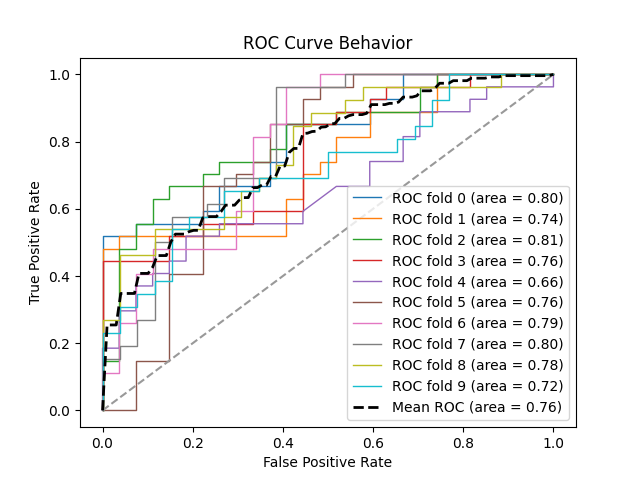 ROC Curve Behavior
True Positive Rate
1.0
0.8
0.6
0.4
0.2
0.0
ROC fold 0 (area = 0.80)
ROC fold 1 (area = 0.74)
ROC fold 2 (area = 0.81)
ROC fold 3 (area = 0.76)
ROC fold 4 (area = 0.66)
ROC fold 5 (area = 0.76)
ROC fold 6 (area = 0.79)
ROC fold 7 (area = 0.80)
ROC fold 8 (area = 0.78)
ROC fold 9 (area = 0.72)
Mean ROC (area = 0.76)
0.0 0.2 0.4 0.6 0.8 1.0
False Positive Rate